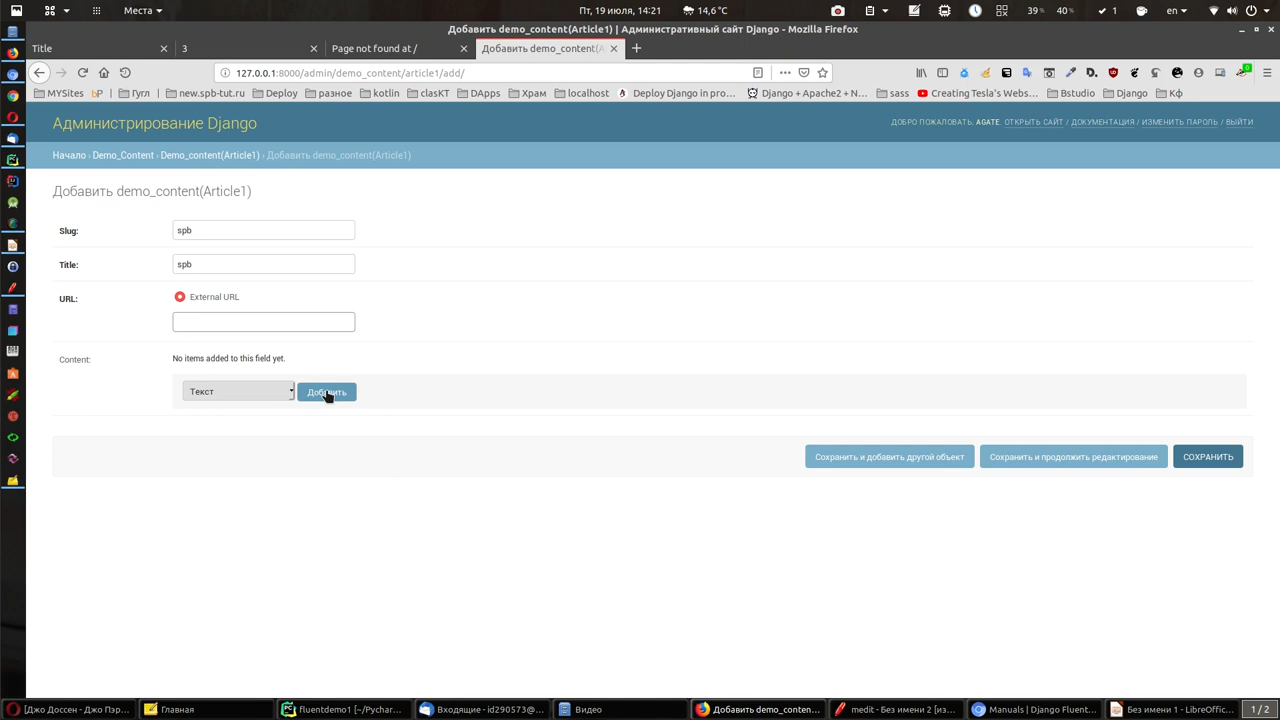 Места
Пт, 19 июля, 14:21
14,6°C
39 %
40%
1
en
Добавить demo_content(Article1) | Административный сайт Django - Mozilla Firefox
Title
3
Page not found at /
Добавить demo_content(A
127.0.0.1:8000/admin/demo_content/article1/add/
0
MYSites
bP
Гугл
new.spb-tut.ru
Deploy
разное
kotlin
claskT
DApps
Храм
localhost
Deploy Django in pro...
Django + Apache2 + N...
sass
Creating Tesla's Webs...
Bstudio
Django
Кф
Администрирование Django
ДОБРО ПОЖАЛОВАТЬ, AGATE. ОТКРЫТЬ САЙТ / ДОКУМЕНТАЦИЯ / ИЗМЕНИТЬ ПАРОЛЬ / ВЫЙТИ
Начало › Demo_Content › Demo_content(Article1) › Добавить demo_content(Article1)
Добавить demo_content(Article1)
Slug:
spb
Title:
spb
URL:
External URL
Content:
No items added to this field yet.
Текст
Добавить
Сохранить и добавить другой объект
Сохранить и продолжить редактирование
СОХРАНИТЬ
[Джо Доссен - Джо Пэр...
Главная
fluentdemo1 [~/Pychar...
Входящие - id290573@...
Видео
Добавить demo_conten...
medit - Без имени 2 [из...
Manuals | Django Fluent...
Без имени 1 - LibreOffic...
1/2